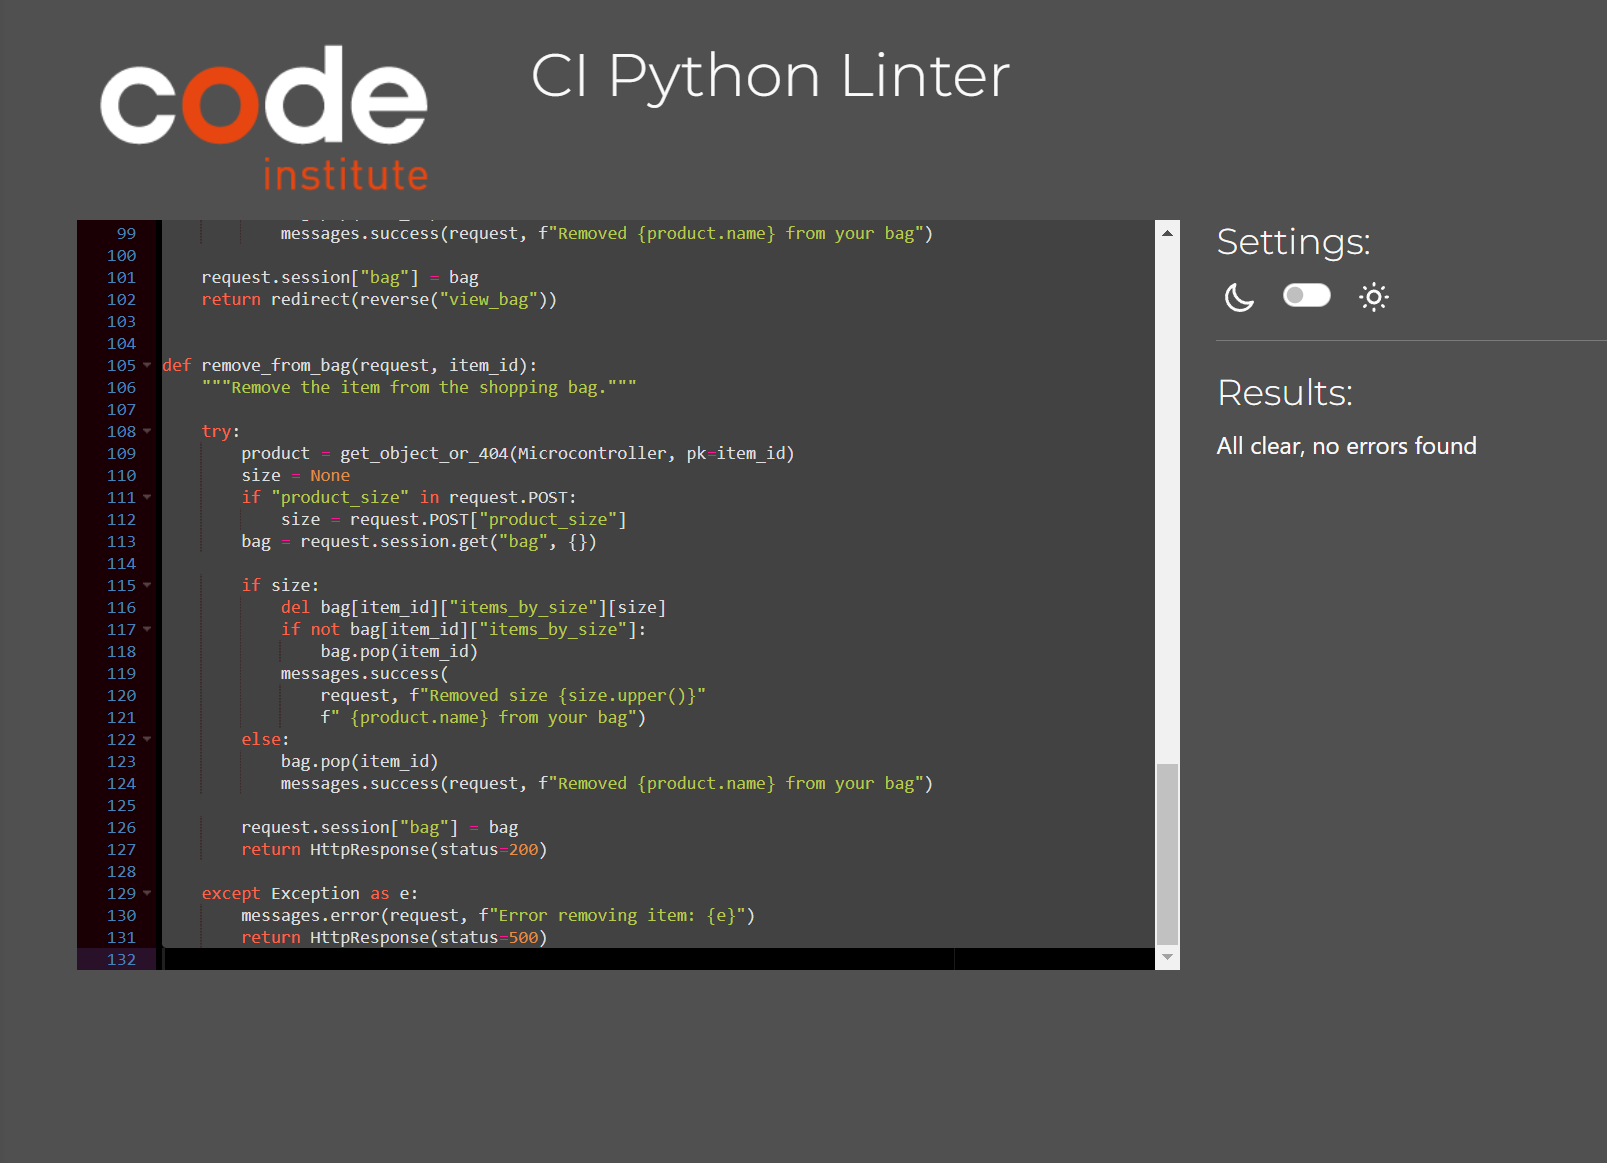 code
institute
CI Python Linter
99 messages.success(request, f"Removed {product.name} from your bag")
100
101 request.session["bag"] = bag
102 return redirect(reverse("view_bag"))
103
104
105 def remove_from_bag(request, item_id):
106 """Remove the item from the shopping bag."""
107
108 try:
109 product = get_object_or_404(Microcontroller, pk=item_id)
110 size = None
111 if "product_size" in request.POST:
112 size = request.POST["product_size"]
113 bag = request.session.get("bag", {})
114
115 if size:
116 del bag[item_id]["items_by_size"][size]
117 if not bag[item_id]["items_by_size"]:
118 bag.pop(item_id)
119 messages.success(
120 request, f"Removed size {size.upper()}"
121 f" {product.name} from your bag")
122 else:
123 bag.pop(item_id)
124 messages.success(request, f"Removed {product.name} from your bag")
125
126 request.session["bag"] = bag
127 return HttpResponse(status=200)
128
129 except Exception as e:
130 messages.error(request, f"Error removing item: {e}")
131 return HttpResponse(status=500)
132
Settings:
Results:
All clear, no errors found